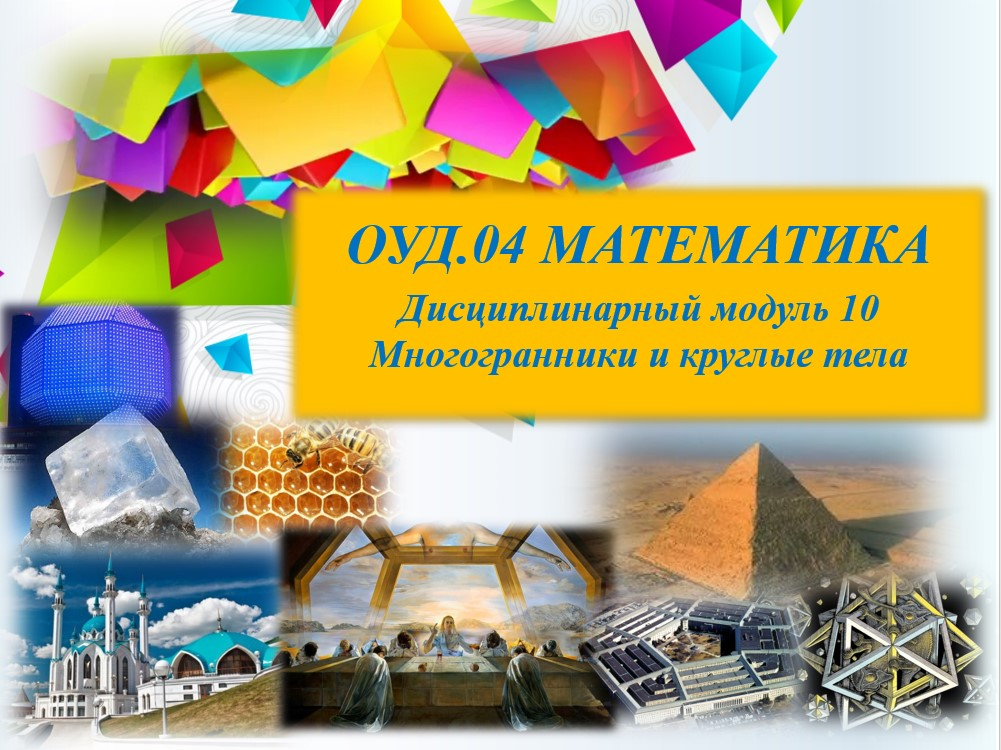 ОУД.04 МАТЕМАТИКА
Дисциплинарный модуль 10
Многогранники и круглые тела